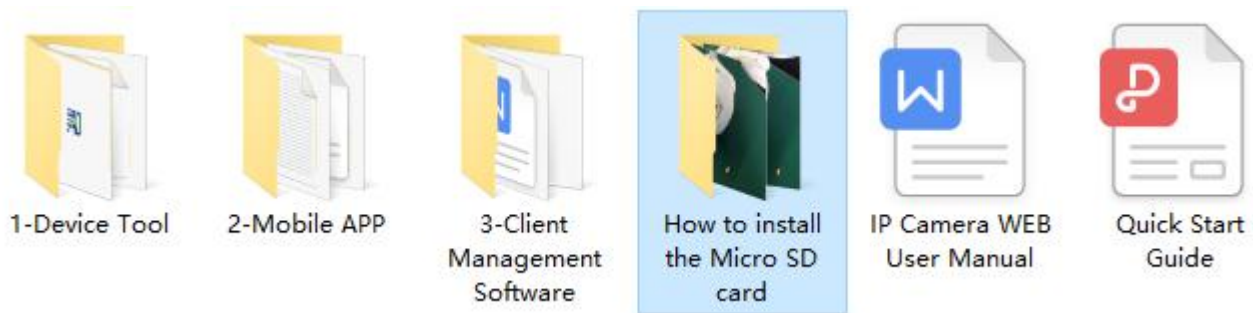 1-Device Tool
2-Mobile APP
3-Client
Management
Software
How to install
the Micro SD
card
IP Camera WEB
User Manual
Quick Start
Guide